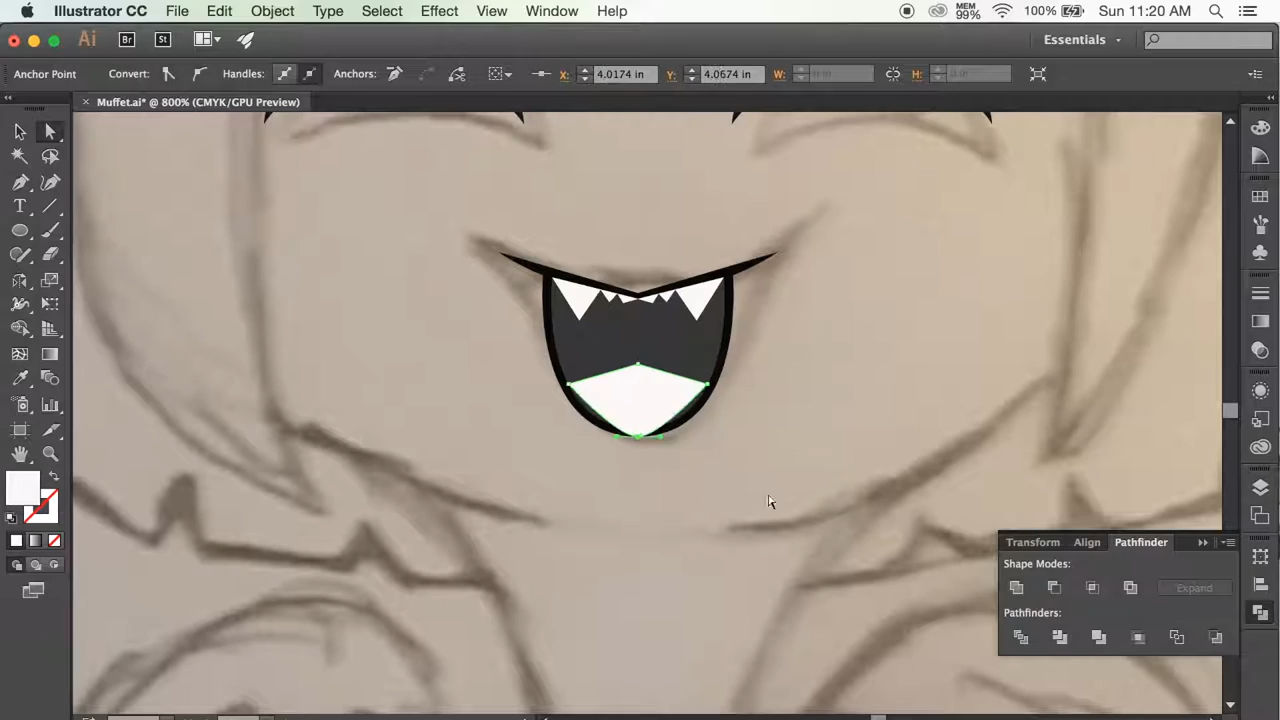 Illustrator CC File Edit Object Type Select Effect View Window Help MEM 99% 100% Sun 11:20 AM
Ai Br St Essentials
Anchor Point Convert: Handles: Anchors: X: 4.0174 in Y: 4.0674 in W: H:
× Muffet.ai* @ 800% (CMYK/GPU Preview)
T
Transform Align Pathfinder
Shape Modes:
Expand
Pathfinders: